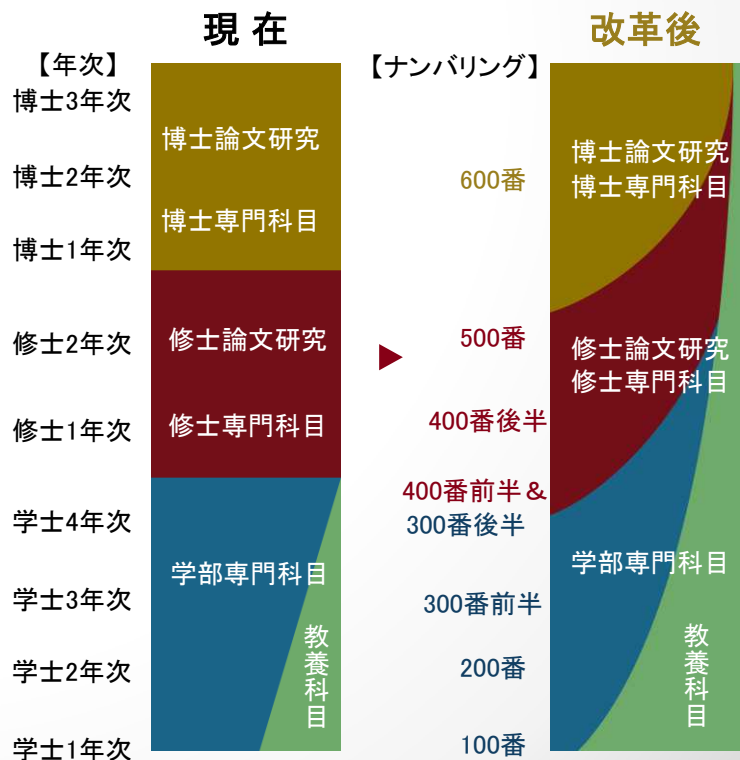 現 在
改革後
【年次】
【ナンバリング】
博士3年次
博士2年次
博士1年次
修士2年次
修士1年次
学士4年次
学士3年次
学士2年次
学士1年次
博士論文研究
博士専門科目
修士論文研究
修士専門科目
学部専門科目
教養科目
600番
500番
400番後半
400番前半&
300番後半
300番前半
200番
100番
博士論文研究
博士専門科目
修士論文研究
修士専門科目
学部専門科目
教養科目